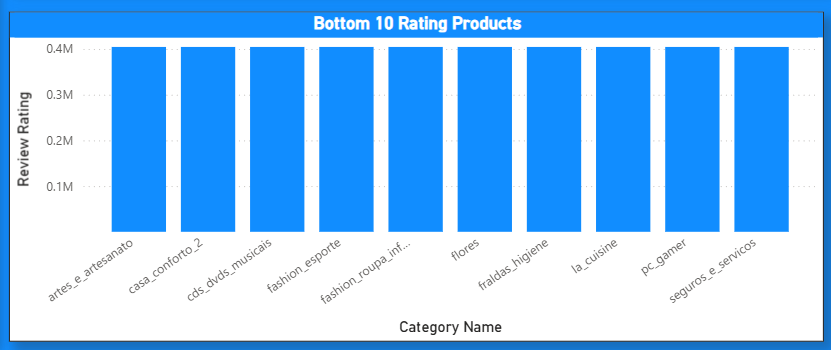 Bottom 10 Rating Products
Review Rating
0.4M
0.3M
0.2M
0.1M
artes_e_artesanato
casa_conforto_2
cds_dvds_musicais
fashion_esporte
fashion_roupa_inf...
flores
fraldas_higiene
la_cuisine
pc_gamer
seguros_e_servicos
Category Name